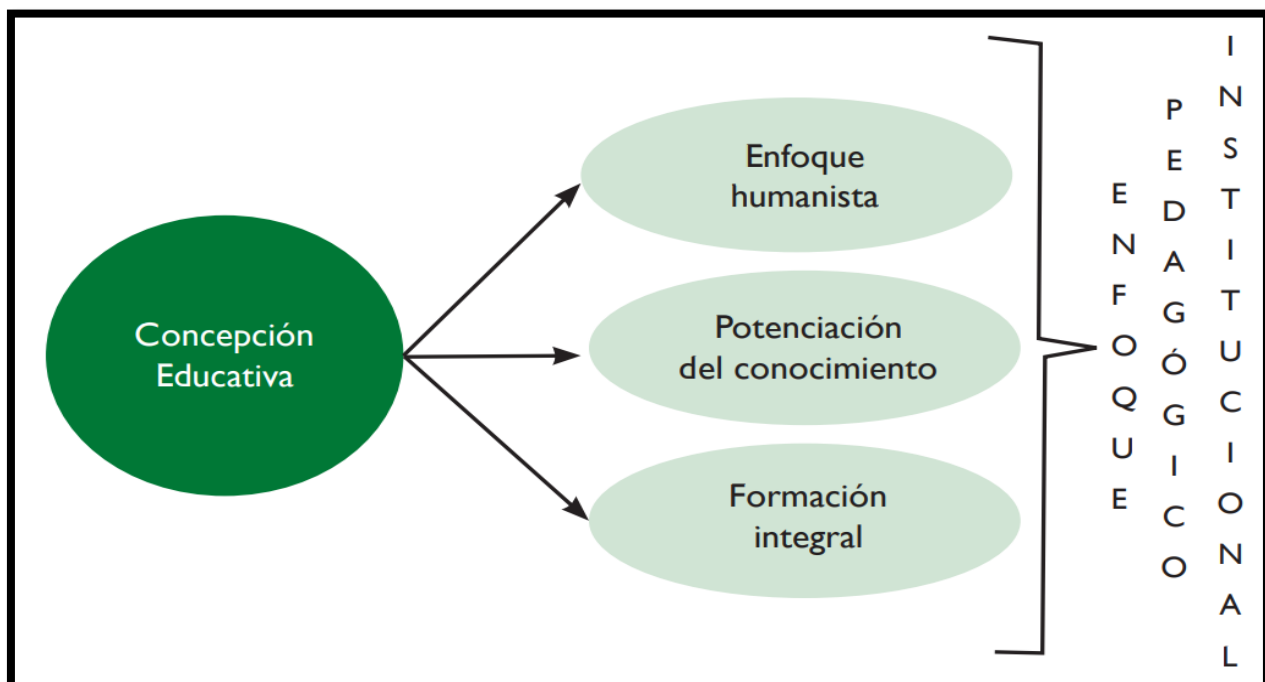 Concepción
Educativa
Enfoque
humanista
Potenciación
del conocimiento
Formación
integral
ENFOQUE
PEDAGÓGICO
INSTITUCIONAL